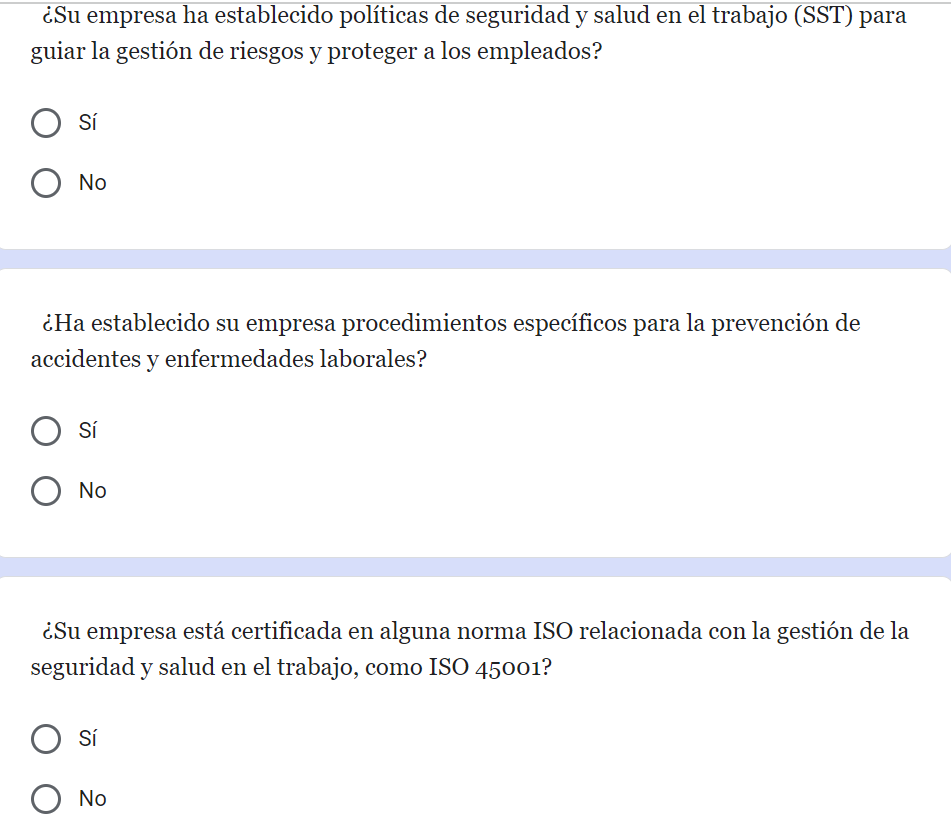 ¿Su empresa ha establecido políticas de seguridad y salud en el trabajo (SST) para
guiar la gestión de riesgos y proteger a los empleados?
Sí
No
¿Ha establecido su empresa procedimientos específicos para la prevención de
accidentes y enfermedades laborales?
Sí
No
¿Su empresa está certificada en alguna norma ISO relacionada con la gestión de la
seguridad y salud en el trabajo, como ISO 45001?
Sí
No